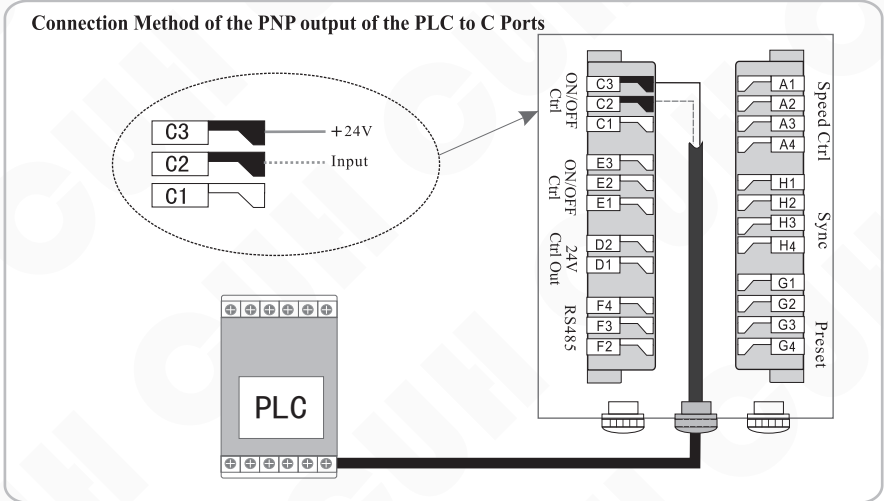 Connection Method of the PNP output of the PLC to C Ports
C3
+24V
C2
Input
C1
ON/OFF
Ctrl
C3
C2
C1
ON/OFF
Ctrl
E3
E2
E1
24V
Ctrl Out
D2
D1
RS485
F4
F3
F2
A1
A2
A3
A4
Speed Ctrl
H1
H2
H3
H4
Sync
G1
G2
G3
G4
Preset
PLC
CUH